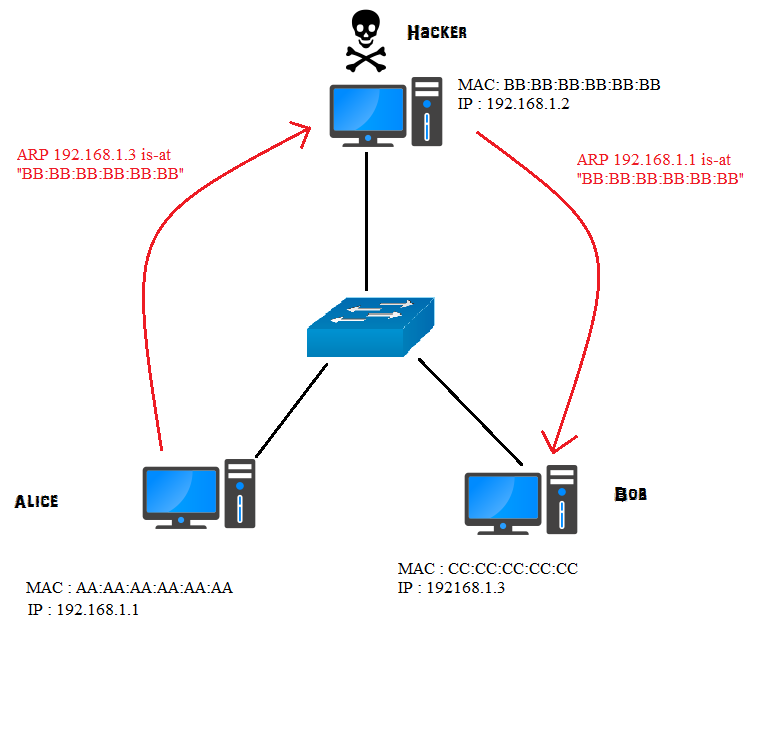 Hacker
MAC: BB:BB:BB:BB:BB:BB
IP : 192.168.1.2
ARP 192.168.1.3 is-at
"BB:BB:BB:BB:BB:BB"
ARP 192.168.1.1 is-at
"BB:BB:BB:BB:BB:BB"
Alice
MAC : AA:AA:AA:AA:AA:AA
IP : 192.168.1.1
Bob
MAC : CC:CC:CC:CC:CC
IP : 192168.1.3